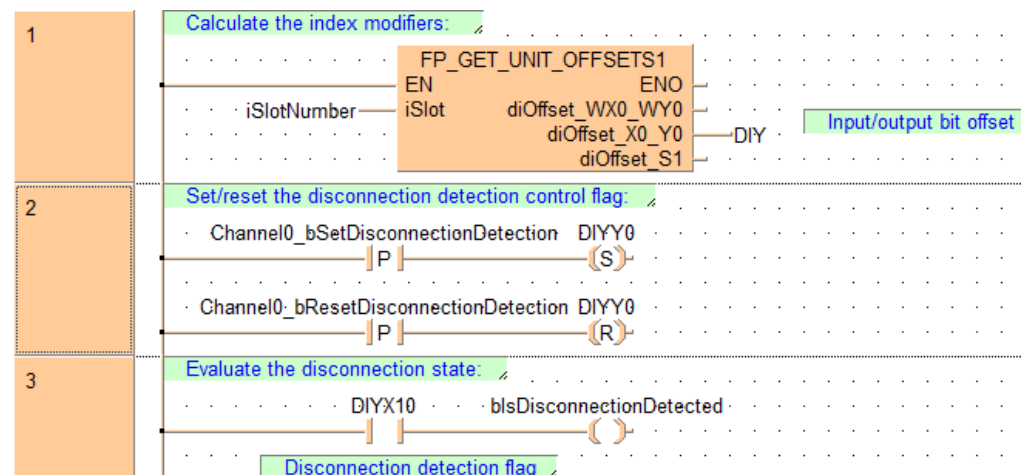 1
Calculate the index modifiers:
FP_GET_UNIT_OFFSETS1
EN ENO
iSlotNumber iSlot diOffset_WX0_WY0
Input/output bit offset
diOffset_X0_Y0 DIY
diOffset_S1
2
Set/reset the disconnection detection control flag:
Channel0_bSetDisconnectionDetection DIYY0
P S
Channel0_bResetDisconnectionDetection DIYY0
P R
3
Evaluate the disconnection state:
DIYX10 bIsDisconnectionDetected
Disconnection detection flag